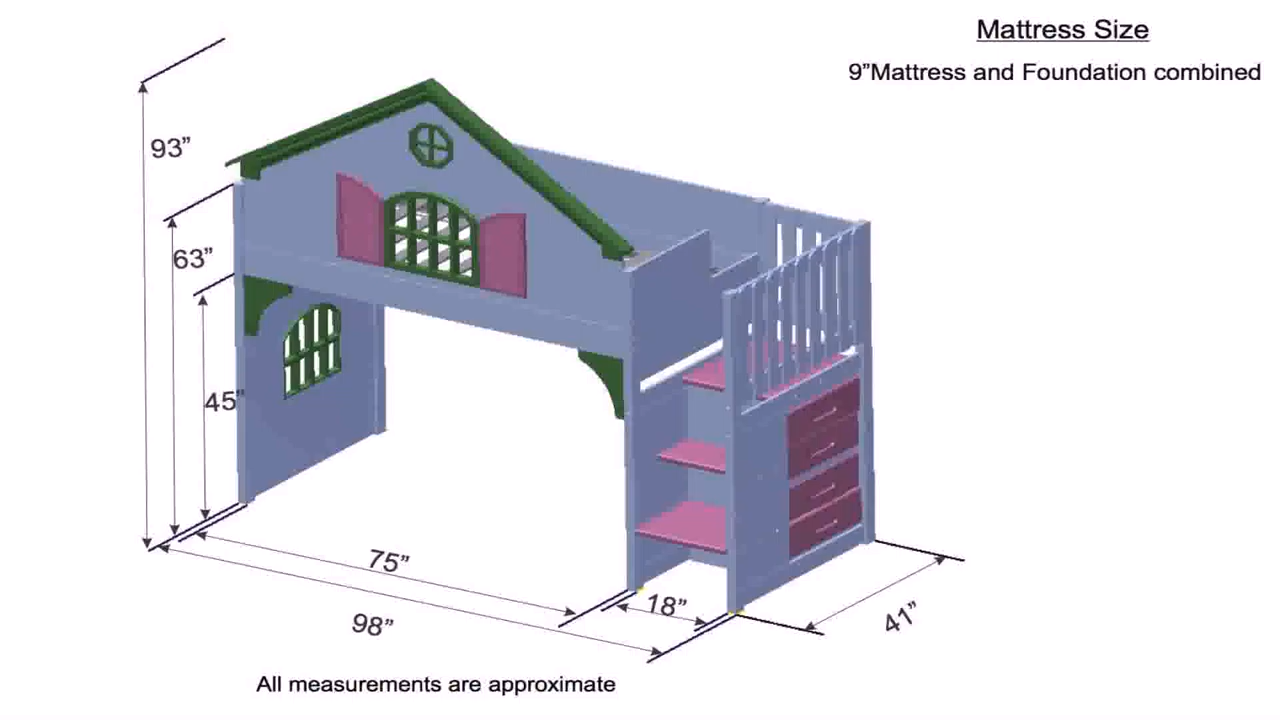 Mattress Size
9”Mattress and Foundation combined
93”
63”
45”
75”
98”
18”
41”
All measurements are approximate